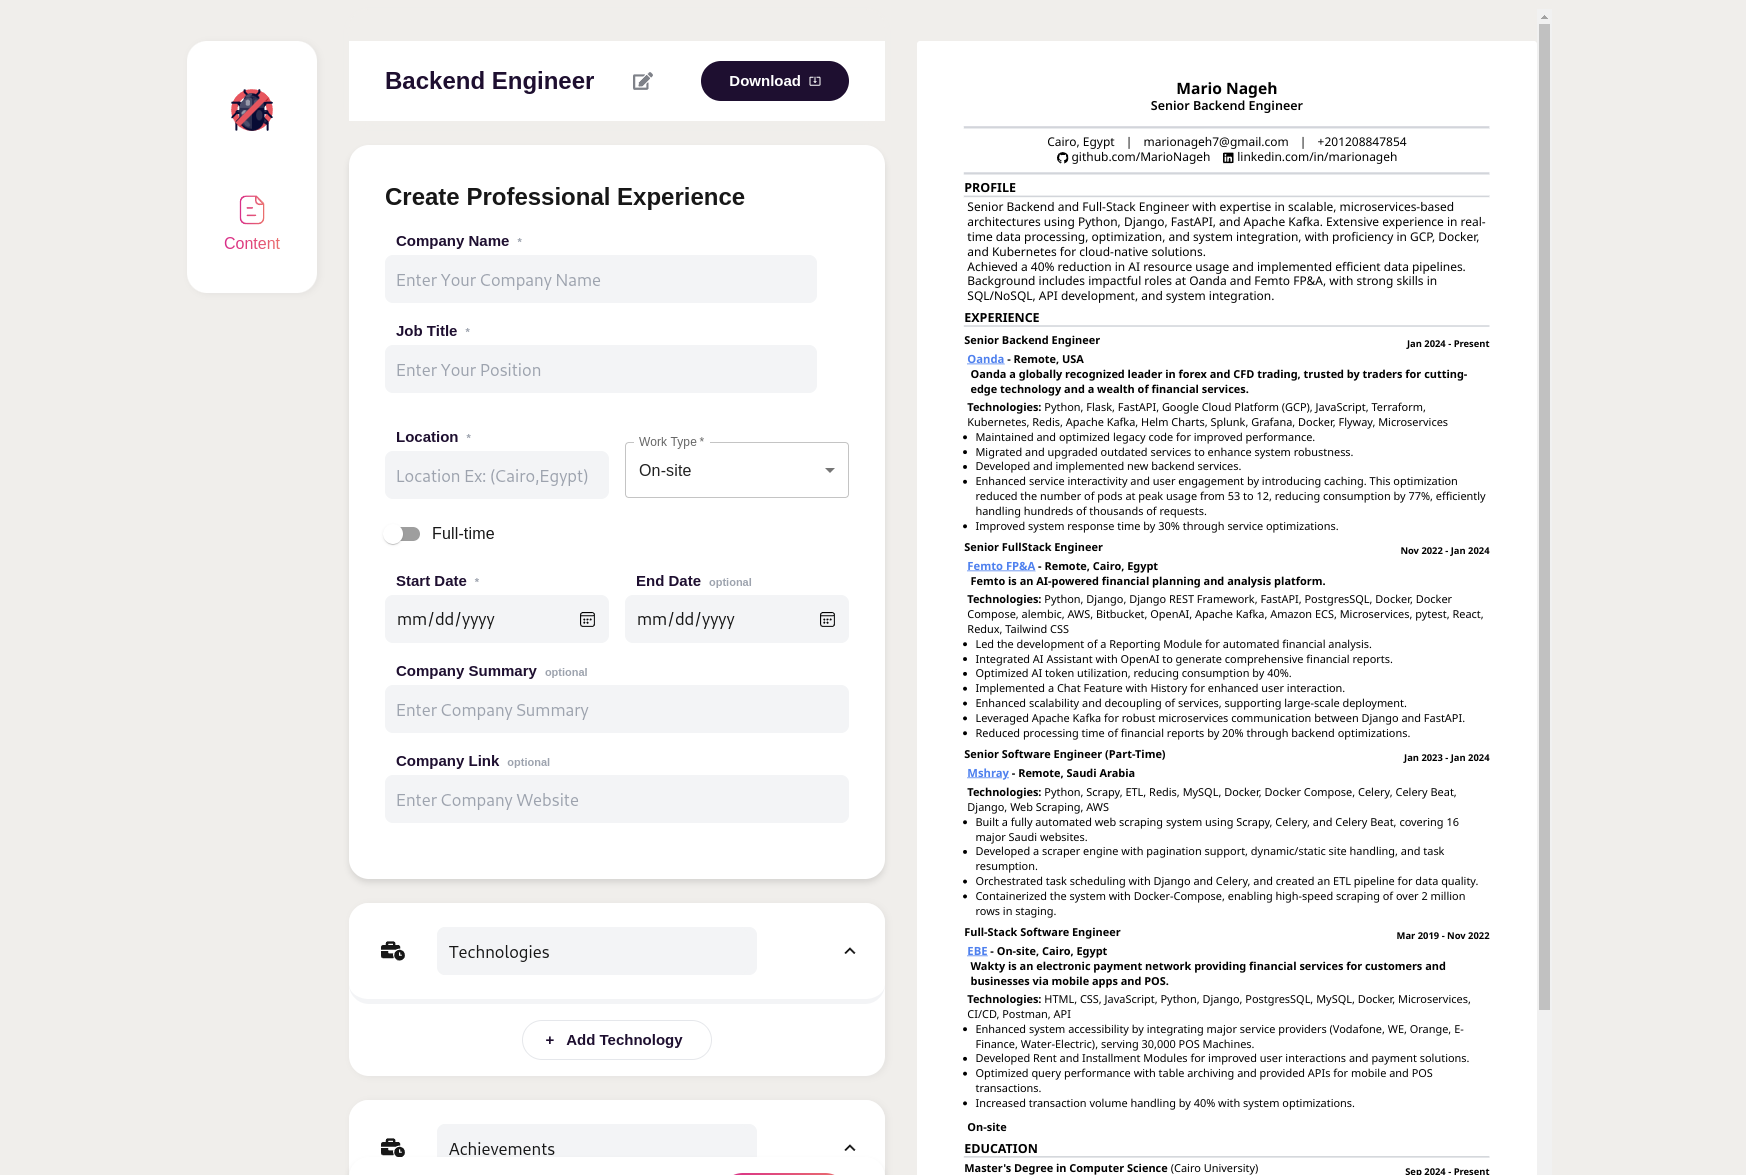 Content
Backend Engineer
Download
Create Professional Experience
Company Name *
Enter Your Company Name
Job Title *
Enter Your Position
Location *
Location Ex: (Cairo,Egypt)
Work Type *
On-site
Full-time
Start Date *
mm/dd/yyyy
End Date optional
mm/dd/yyyy
Company Summary optional
Enter Company Summary
Company Link optional
Enter Company Website
Technologies
+ Add Technology
Achievements
Mario Nageh
Senior Backend Engineer
Cairo, Egypt | marionageh7@gmail.com | +201208847854
github.com/MarioNageh linkedin.com/in/marionageh
PROFILE
Senior Backend and Full-Stack Engineer with expertise in scalable, microservices-based
architectures using Python, Django, FastAPI, and Apache Kafka. Extensive experience in real-
time data processing, optimization, and system integration, with proficiency in GCP, Docker,
and Kubernetes for cloud-native solutions.
Achieved a 40% reduction in AI resource usage and implemented efficient data pipelines.
Background includes impactful roles at Oanda and Femto FP&A, with strong skills in
SQL/NoSQL, API development, and system integration.
EXPERIENCE
Senior Backend Engineer Jan 2024 - Present
Oanda - Remote, USA
Oanda a globally recognized leader in forex and CFD trading, trusted by traders for cutting-
edge technology and a wealth of financial services.
Technologies: Python, Flask, FastAPI, Google Cloud Platform (GCP), JavaScript, Terraform,
Kubernetes, Redis, Apache Kafka, Helm Charts, Splunk, Grafana, Docker, Flyway, Microservices
• Maintained and optimized legacy code for improved performance.
• Migrated and upgraded outdated services to enhance system robustness.
• Developed and implemented new backend services.
• Enhanced service interactivity and user engagement by introducing caching. This optimization
reduced the number of pods at peak usage from 53 to 12, reducing consumption by 77%, efficiently
handling hundreds of thousands of requests.
• Improved system response time by 30% through service optimizations.
Senior FullStack Engineer Nov 2022 - Jan 2024
Femto FP&A - Remote, Cairo, Egypt
Femto is an AI-powered financial planning and analysis platform.
Technologies: Python, Django, Django REST Framework, FastAPI, PostgresSQL, Docker, Docker
Compose, alembic, AWS, Bitbucket, OpenAI, Apache Kafka, Amazon ECS, Microservices, pytest, React,
Redux, Tailwind CSS
• Led the development of a Reporting Module for automated financial analysis.
• Integrated AI Assistant with OpenAI to generate comprehensive financial reports.
• Optimized AI token utilization, reducing consumption by 40%.
• Implemented a Chat Feature with History for enhanced user interaction.
• Enhanced scalability and decoupling of services, supporting large-scale deployment.
• Leveraged Apache Kafka for robust microservices communication between Django and FastAPI.
• Reduced processing time of financial reports by 20% through backend optimizations.
Senior Software Engineer (Part-Time) Jan 2023 - Jan 2024
Mshray - Remote, Saudi Arabia
Technologies: Python, Scrapy, ETL, Redis, MySQL, Docker, Docker Compose, Celery, Celery Beat,
Django, Web Scraping, AWS
• Built a fully automated web scraping system using Scrapy, Celery, and Celery Beat, covering 16
major Saudi websites.
• Developed a scraper engine with pagination support, dynamic/static site handling, and task
resumption.
• Orchestrated task scheduling with Django and Celery, and created an ETL pipeline for data quality.
• Containerized the system with Docker-Compose, enabling high-speed scraping of over 2 million
rows in staging.
Full-Stack Software Engineer Mar 2019 - Nov 2022
EBE - On-site, Cairo, Egypt
Wakty is an electronic payment network providing financial services for customers and
businesses via mobile apps and POS.
Technologies: HTML, CSS, JavaScript, Python, Django, PostgresSQL, MySQL, Docker, Microservices,
CI/CD, Postman, API
• Enhanced system accessibility by integrating major service providers (Vodafone, WE, Orange, E-
Finance, Water-Electric), serving 30,000 POS Machines.
• Developed Rent and Installment Modules for improved user interactions and payment solutions.
• Optimized query performance with table archiving and provided APIs for mobile and POS
transactions.
• Increased transaction volume handling by 40% with system optimizations.
On-site
EDUCATION
Master's Degree in Computer Science (Cairo University) Sep 2024 - Present